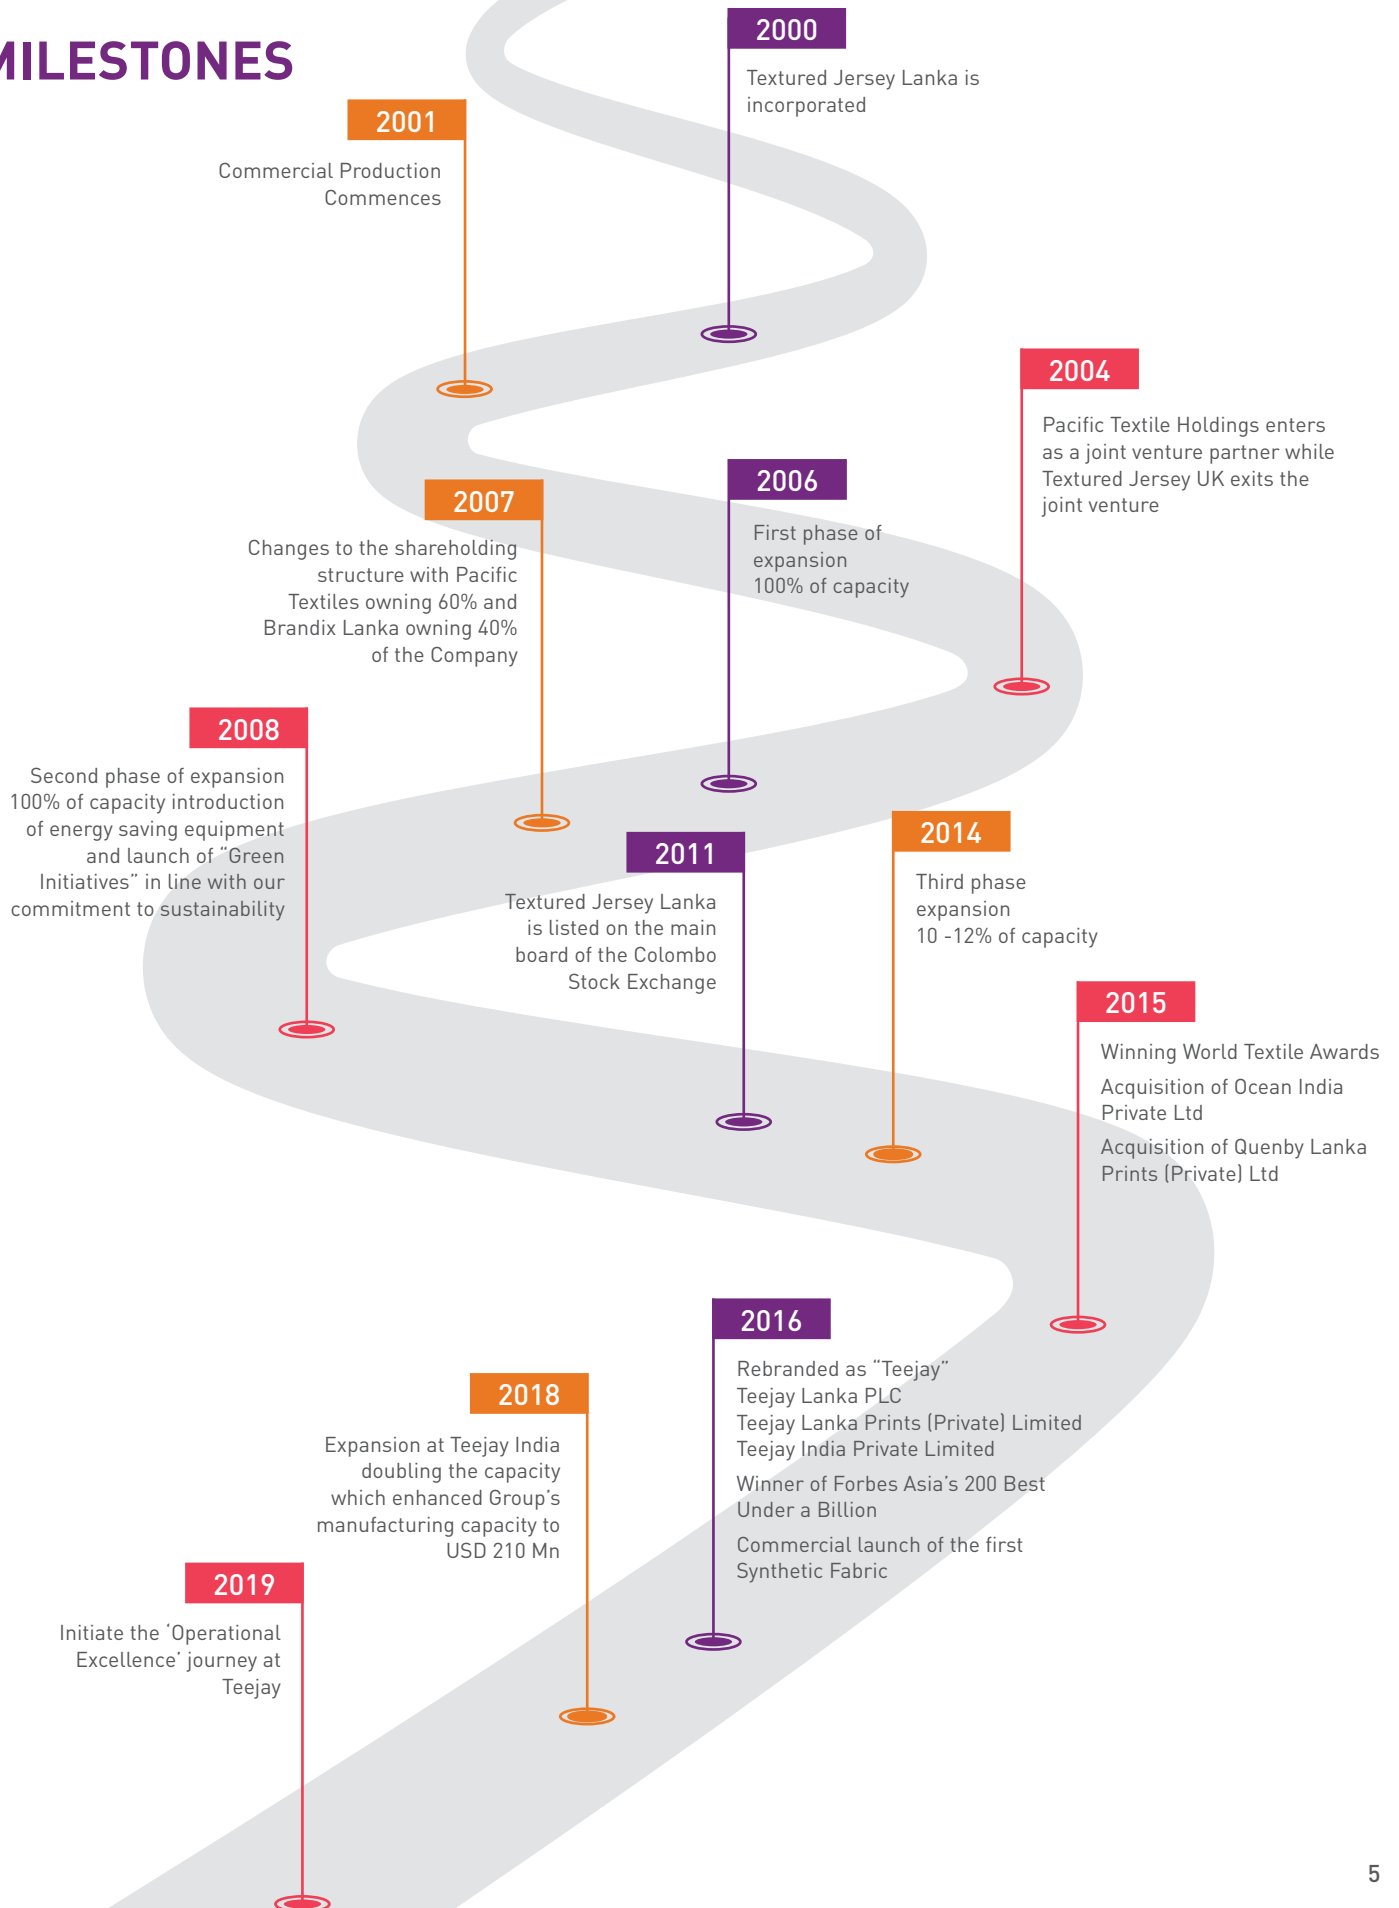 MILESTONES
2000
Textured Jersey Lanka is
incorporated
2001
Commercial Production
Commences
2004
Pacific Textile Holdings enters
as a joint venture partner while
Textured Jersey UK exits the
joint venture
2006
First phase of
expansion
100% of capacity
2007
Changes to the shareholding
structure with Pacific
Textiles owning 60% and
Brandix Lanka owning 40%
of the Company
2008
Second phase of expansion
100% of capacity introduction
of energy saving equipment
and launch of “Green
Initiatives” in line with our
commitment to sustainability
2011
Textured Jersey Lanka
is listed on the main
board of the Colombo
Stock Exchange
2014
Third phase
expansion
10 -12% of capacity
2015
Winning World Textile Awards
Acquisition of Ocean India
Private Ltd
Acquisition of Quenby Lanka
Prints (Private) Ltd
2016
Rebranded as “Teejay”
Teejay Lanka PLC
Teejay Lanka Prints (Private) Limited
Teejay India Private Limited
Winner of Forbes Asia’s 200 Best
Under a Billion
Commercial launch of the first
Synthetic Fabric
2018
Expansion at Teejay India
doubling the capacity
which enhanced Group’s
manufacturing capacity to
USD 210 Mn
2019
Initiate the ‘Operational
Excellence’ journey at
Teejay
5